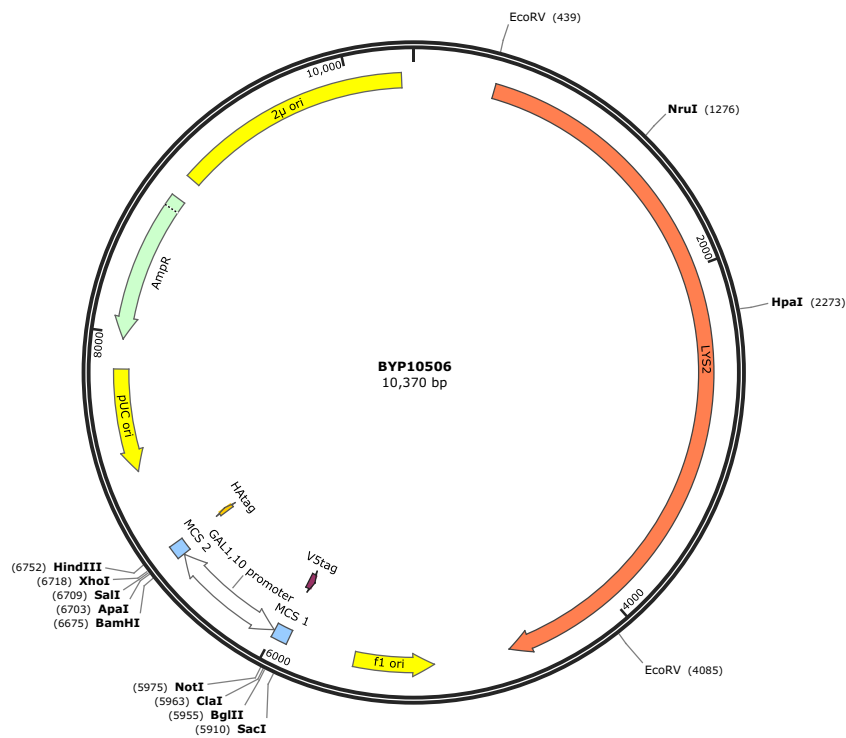 EcoRV (439)
10,000
2µ ori
NruI (1276)
2000
AmpR
HpaI (2273)
8000
LYS2
BYP10506
10,370 bp
pUC ori
HAtag
MCS 2
GAL1,10 promoter
V5tag
(6752) HindIII
(6718) XhoI
(6709) SalI
(6703) ApaI
(6675) BamHI
4000
MCS 1
6000
f1 ori
EcoRV (4085)
(5975) NotI
(5963) ClaI
(5955) BglII
(5910) SacI